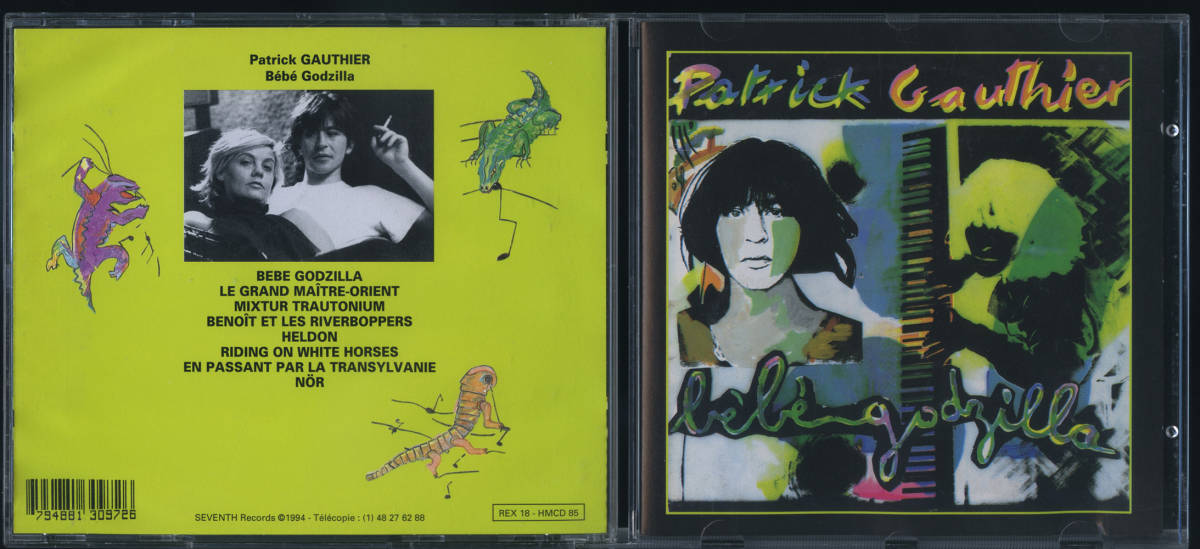 Patrick GAUTHIER
Bébé Godzilla
BEBE GODZILLA
LE GRAND MAÎTRE-ORIENT
MIXTUR TRAUTONIUM
BENOÎT ET LES RIVERBOPPERS
HELDON
RIDING ON WHITE HORSES
EN PASSANT PAR LA TRANSYLVANIE
NÖR
794881 309726
SEVENTH Records ©1994 - Télécopie : (1) 48 27 62 88
REX 18 - HMCD 85
Patrick Gauthier
bébé godzilla